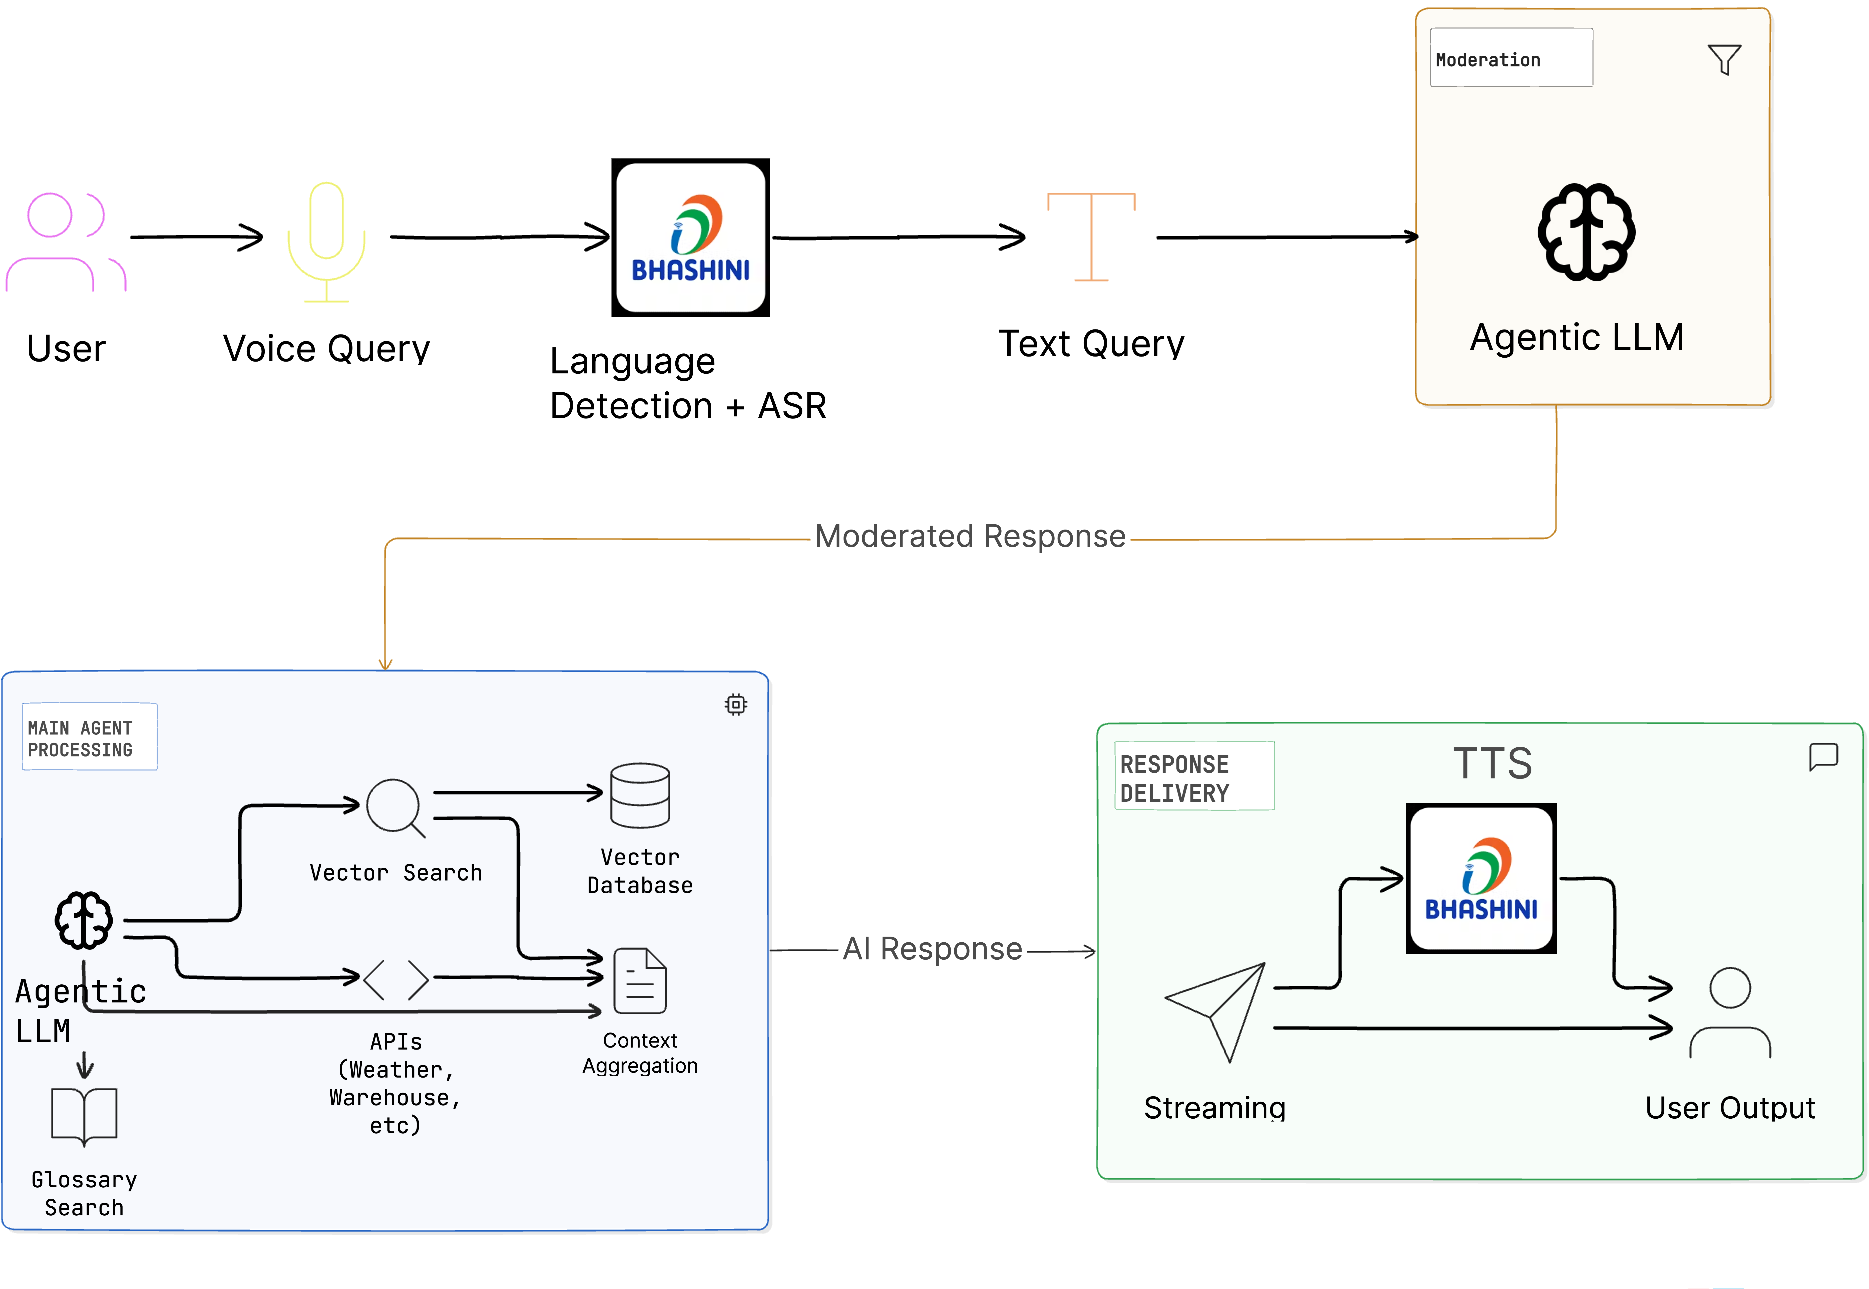 Moderation
BHASHINI
User
Voice Query
Language
Detection + ASR
Text Query
Agentic LLM
Moderated Response
MAIN AGENT
PROCESSING
Vector Search
Vector
Database
Agentic
LLM
APIs
(Weather,
Warehouse,
etc)
Context
Aggregation
Glossary
Search
AI Response
RESPONSE
DELIVERY
TTS
BHASHINI
Streaming
User Output